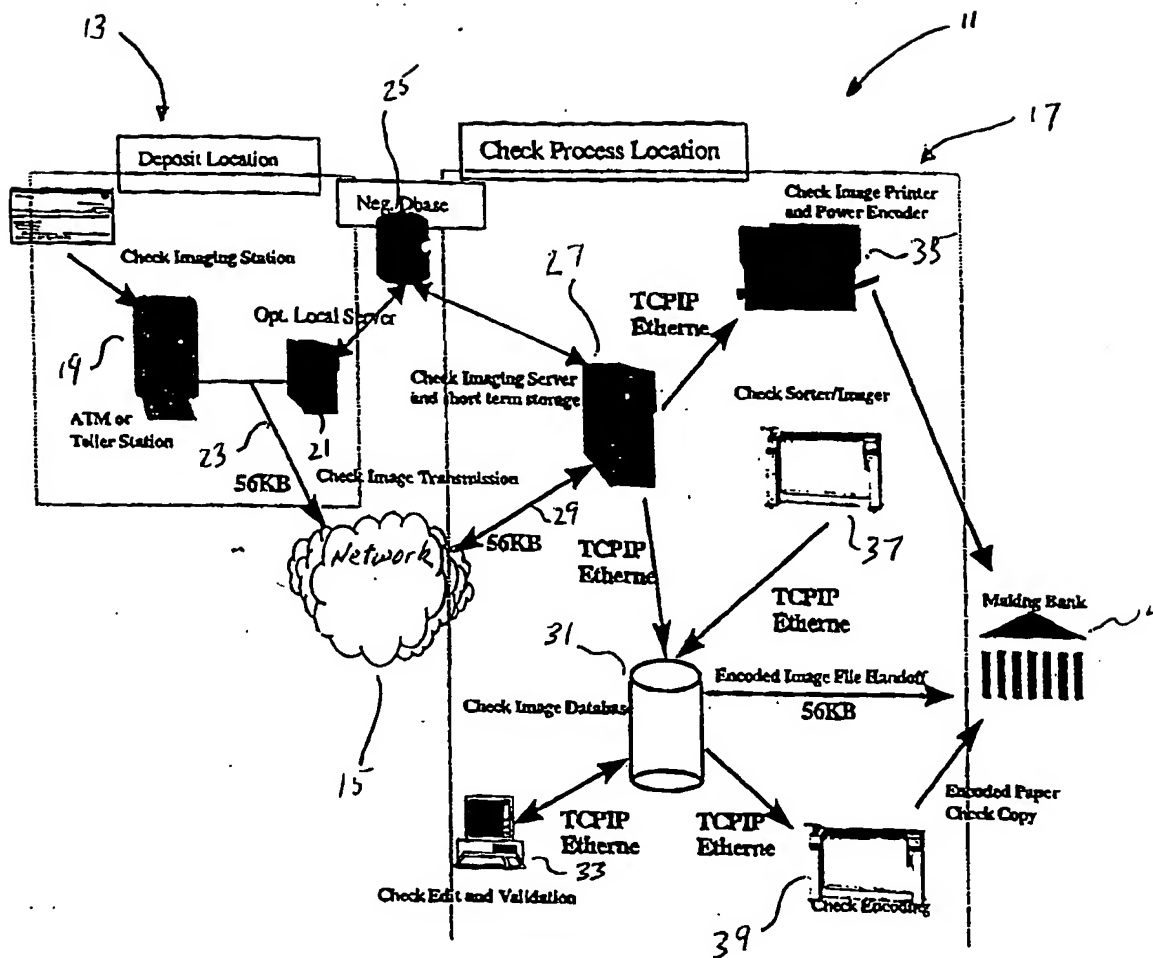 13
11
25
17
Deposit Location
Check Process Location
Neg. Dbase
Check Image Printer
and Power Encoder
35
Check Imaging Station
27
TCPIP
Etherne
Opt. Local Server
19
Check Imaging Server
and short term storage
Check Sorter/Imager
ATM or
Teller Station
23
21
56KB
Check Image Transmission
29
56KB
TCPIP
Etherne
37
Network
TCPIP
Etherne
Making Bank
31
Encoded Image File Handoff
56KB
Check Image Database
15
Encoded Paper
Check Copy
TCPIP
Etherne
TCPIP
Etherne
33
Check Edit and Validation
Check Encoding
39